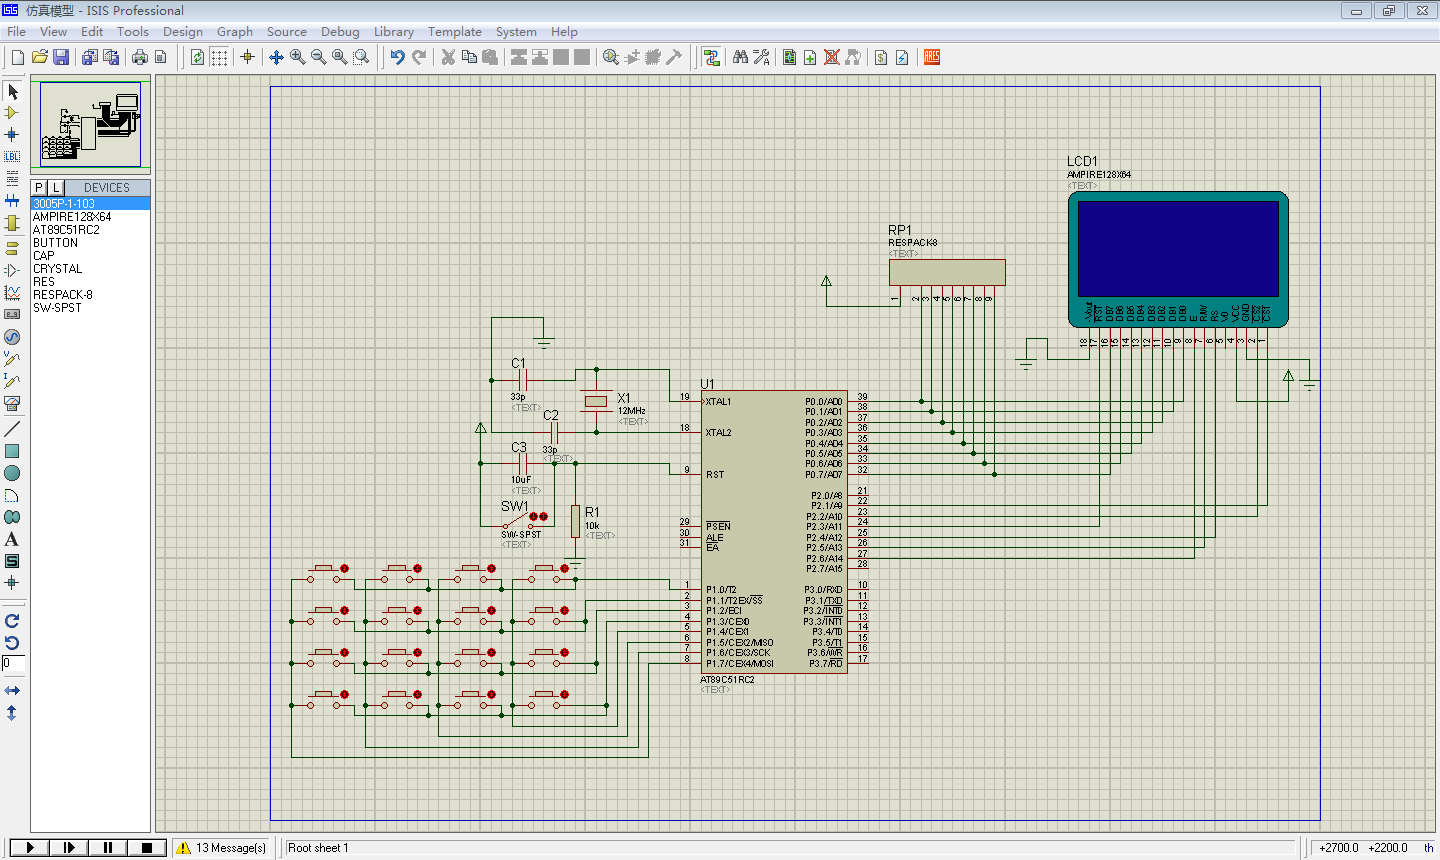 仿真模型 - ISIS Professional
File View Edit Tools Design Graph Source Debug Library Template System Help
LBL
ARES
P L DEVICES
3005P-1-103
AMPIRE128X64
AT89C51RC2
BUTTON
CAP
CRYSTAL
RES
RESPACK-8
SW-SPST
A
S
0
LCD1
AMPIRE128X64
<TEXT>
-Vout RST DB7 DB6 DB5 DB4 DB3 DB2 DB1 DB0 E R/W RS V0 VCC GND CS2 CS1
18 17 16 15 14 13 12 11 10 9 8 7 6 5 4 3 2 1
RP1
RESPACK8
<TEXT>
1 2 3 4 5 6 7 8 9
C1
33p
<TEXT>
X1
12MHz
<TEXT>
C2
33p
<TEXT>
C3
10uF
<TEXT>
SW1
SW-SPST
<TEXT>
R1
10k
<TEXT>
U1
19 XTAL1
18 XTAL2
9 RST
29 PSEN
30 ALE
31 EA
1 P1.0/T2
2 P1.1/T2EX/SS
3 P1.2/ECI
4 P1.3/CEX0
5 P1.4/CEX1
6 P1.5/CEX2/MISO
7 P1.6/CEX3/SCK
8 P1.7/CEX4/MOSI
P0.0/AD0 39
P0.1/AD1 38
P0.2/AD2 37
P0.3/AD3 36
P0.4/AD4 35
P0.5/AD5 34
P0.6/AD6 33
P0.7/AD7 32
P2.0/A8 21
P2.1/A9 22
P2.2/A10 23
P2.3/A11 24
P2.4/A12 25
P2.5/A13 26
P2.6/A14 27
P2.7/A15 28
P3.0/RXD 10
P3.1/TXD 11
P3.2/INT0 12
P3.3/INT1 13
P3.4/T0 14
P3.5/T1 15
P3.6/WR 16
P3.7/RD 17
AT89C51RC2
<TEXT>
13 Message(s)
Root sheet 1
+2700.0 +2200.0 th